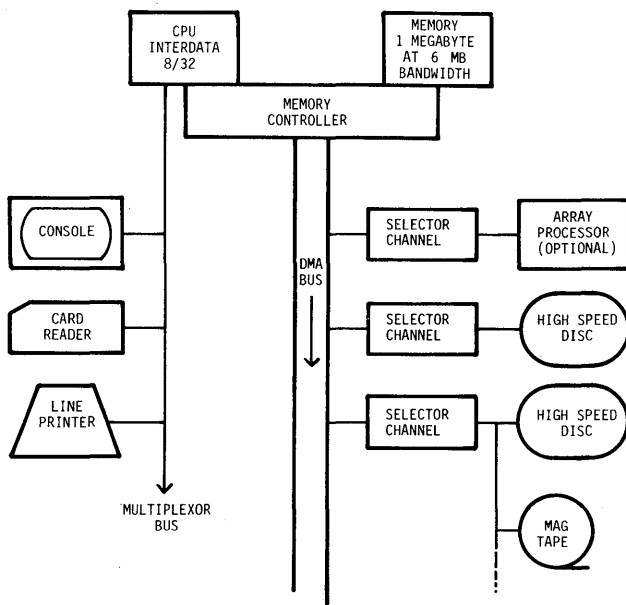 CPU
INTERDATA
8/32
MEMORY
1 MEGABYTE
AT 6 MB
BANDWIDTH
MEMORY
CONTROLLER
CONSOLE
CARD
READER
LINE
PRINTER
MULTIPLEXOR
BUS
DMA
BUS
SELECTOR
CHANNEL
ARRAY
PROCESSOR
(OPTIONAL)
SELECTOR
CHANNEL
HIGH SPEED
DISC
SELECTOR
CHANNEL
HIGH SPEED
DISC
MAG
TAPE